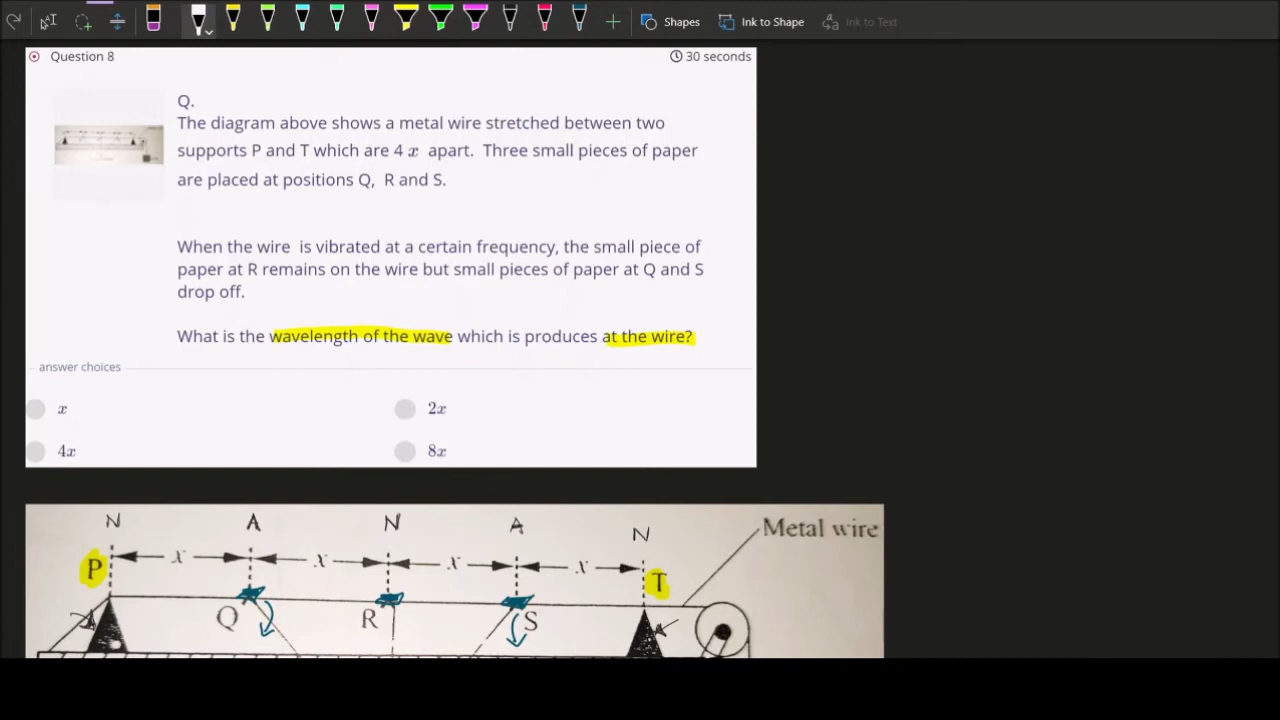 Shapes
Ink to Shape
Ink to Text
Question 8
30 seconds
Q.
The diagram above shows a metal wire stretched between two
supports P and T which are 4 x apart. Three small pieces of paper
are placed at positions Q, R and S.
When the wire is vibrated at a certain frequency, the small piece of
paper at R remains on the wire but small pieces of paper at Q and S
drop off.
What is the wavelength of the wave which is produces at the wire?
answer choices
x
2x
4x
8x
N A N A N
Metal wire
P x x x x T
Q R S